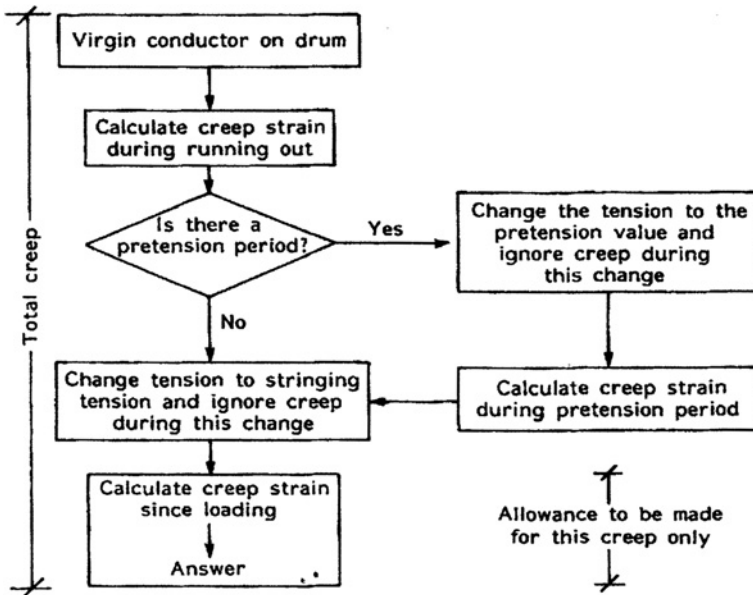 Virgin conductor on drum
Calculate creep strain
during running out
Is there a
pretension period?
Yes
No
Change the tension to the
pretension value and
ignore creep during
this change
Calculate creep strain
during pretension period
Change tension to stringing
tension and ignore creep
during this change
Calculate creep strain
since loading
Answer
Total creep
Allowance to be made
for this creep only